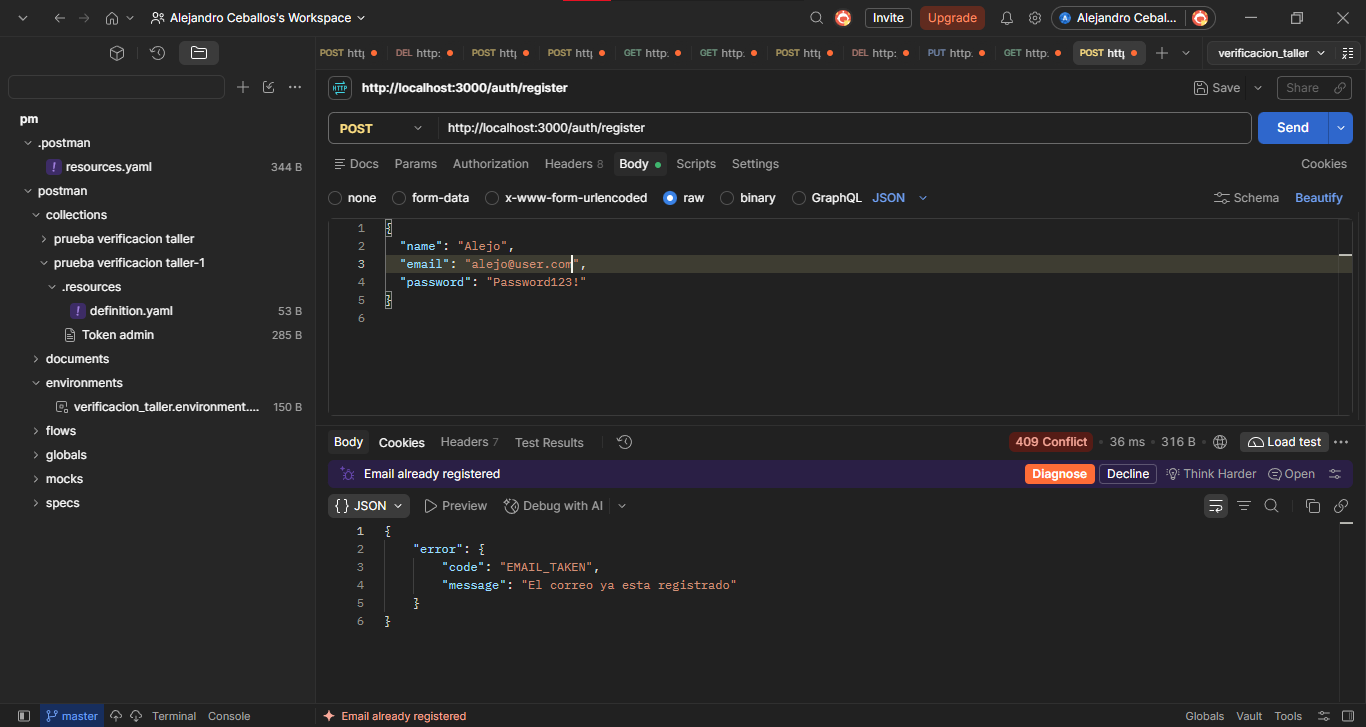 Alejandro Ceballos's Workspace
Invite
Upgrade
Alejandro Cebal...
POST http
DEL http:
POST http
POST http
GET http:
GET http:
POST http
DEL http:
PUT http:
GET http:
POST http
verificacion_taller
http://localhost:3000/auth/register
Save
Share
POST
http://localhost:3000/auth/register
Send
Docs
Params
Authorization
Headers 8
Body
Scripts
Settings
Cookies
none
form-data
x-www-form-urlencoded
raw
binary
GraphQL
JSON
Schema
Beautify
1 {
2 "name": "Alejo",
3 "email": "alejo@user.com",
4 "password": "Password123!"
5 }
6
pm
.postman
resources.yaml 344 B
postman
collections
prueba verificacion taller
prueba verificacion taller-1
.resources
definition.yaml 53 B
Token admin 285 B
documents
environments
verificacion_taller.environment.... 150 B
flows
globals
mocks
specs
Body
Cookies
Headers 7
Test Results
409 Conflict • 36 ms • 316 B
Load test
Email already registered
Diagnose
Decline
Think Harder
Open
{} JSON
Preview
Debug with AI
1 {
2 "error": {
3 "code": "EMAIL_TAKEN",
4 "message": "El correo ya esta registrado"
5 }
6 }
master
Terminal
Console
Email already registered
Globals
Vault
Tools